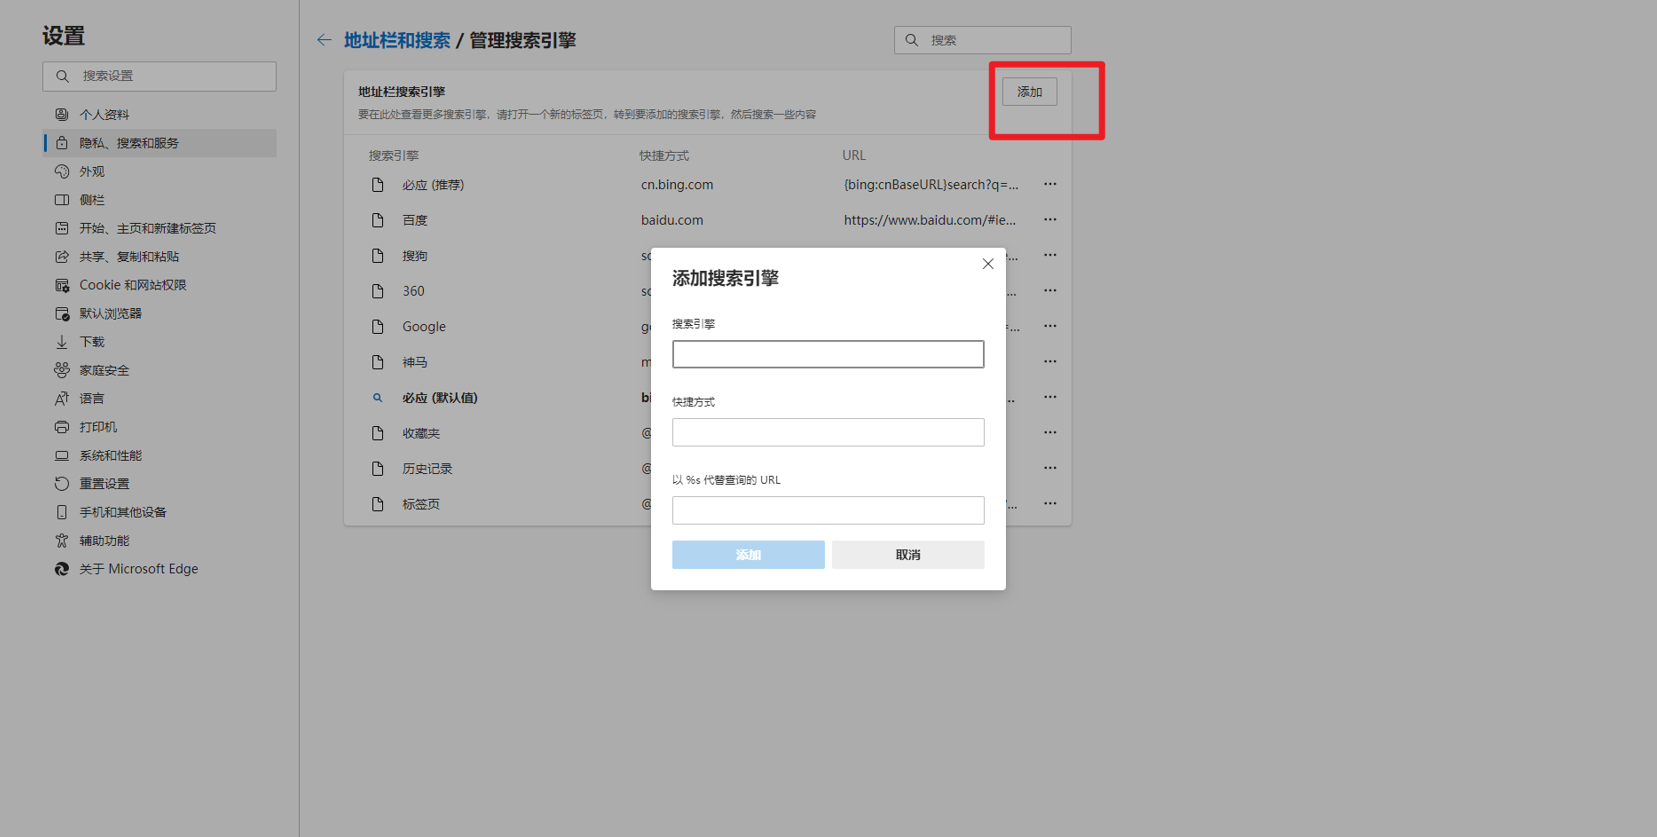 设置
搜索设置
个人资料
隐私、搜索和服务
外观
侧栏
开始、主页和新建标签页
共享、复制和粘贴
Cookie 和网站权限
默认浏览器
下载
家庭安全
语言
打印机
系统和性能
重置设置
手机和其他设备
辅助功能
关于 Microsoft Edge
地址栏和搜索 / 管理搜索引擎
搜索
地址栏搜索引擎
添加
要在此处查看更多搜索引擎，请打开一个新的标签页，转到要添加的搜索引擎，然后搜索一些内容
搜索引擎 快捷方式 URL
必应 (推荐) cn.bing.com {bing:cnBaseURL}search?q=...
百度 baidu.com https://www.baidu.com/#ie...
搜狗
360
Google
神马
必应 (默认值)
收藏夹
历史记录
标签页
添加搜索引擎
搜索引擎
快捷方式
以 %s 代替查询的 URL
添加 取消